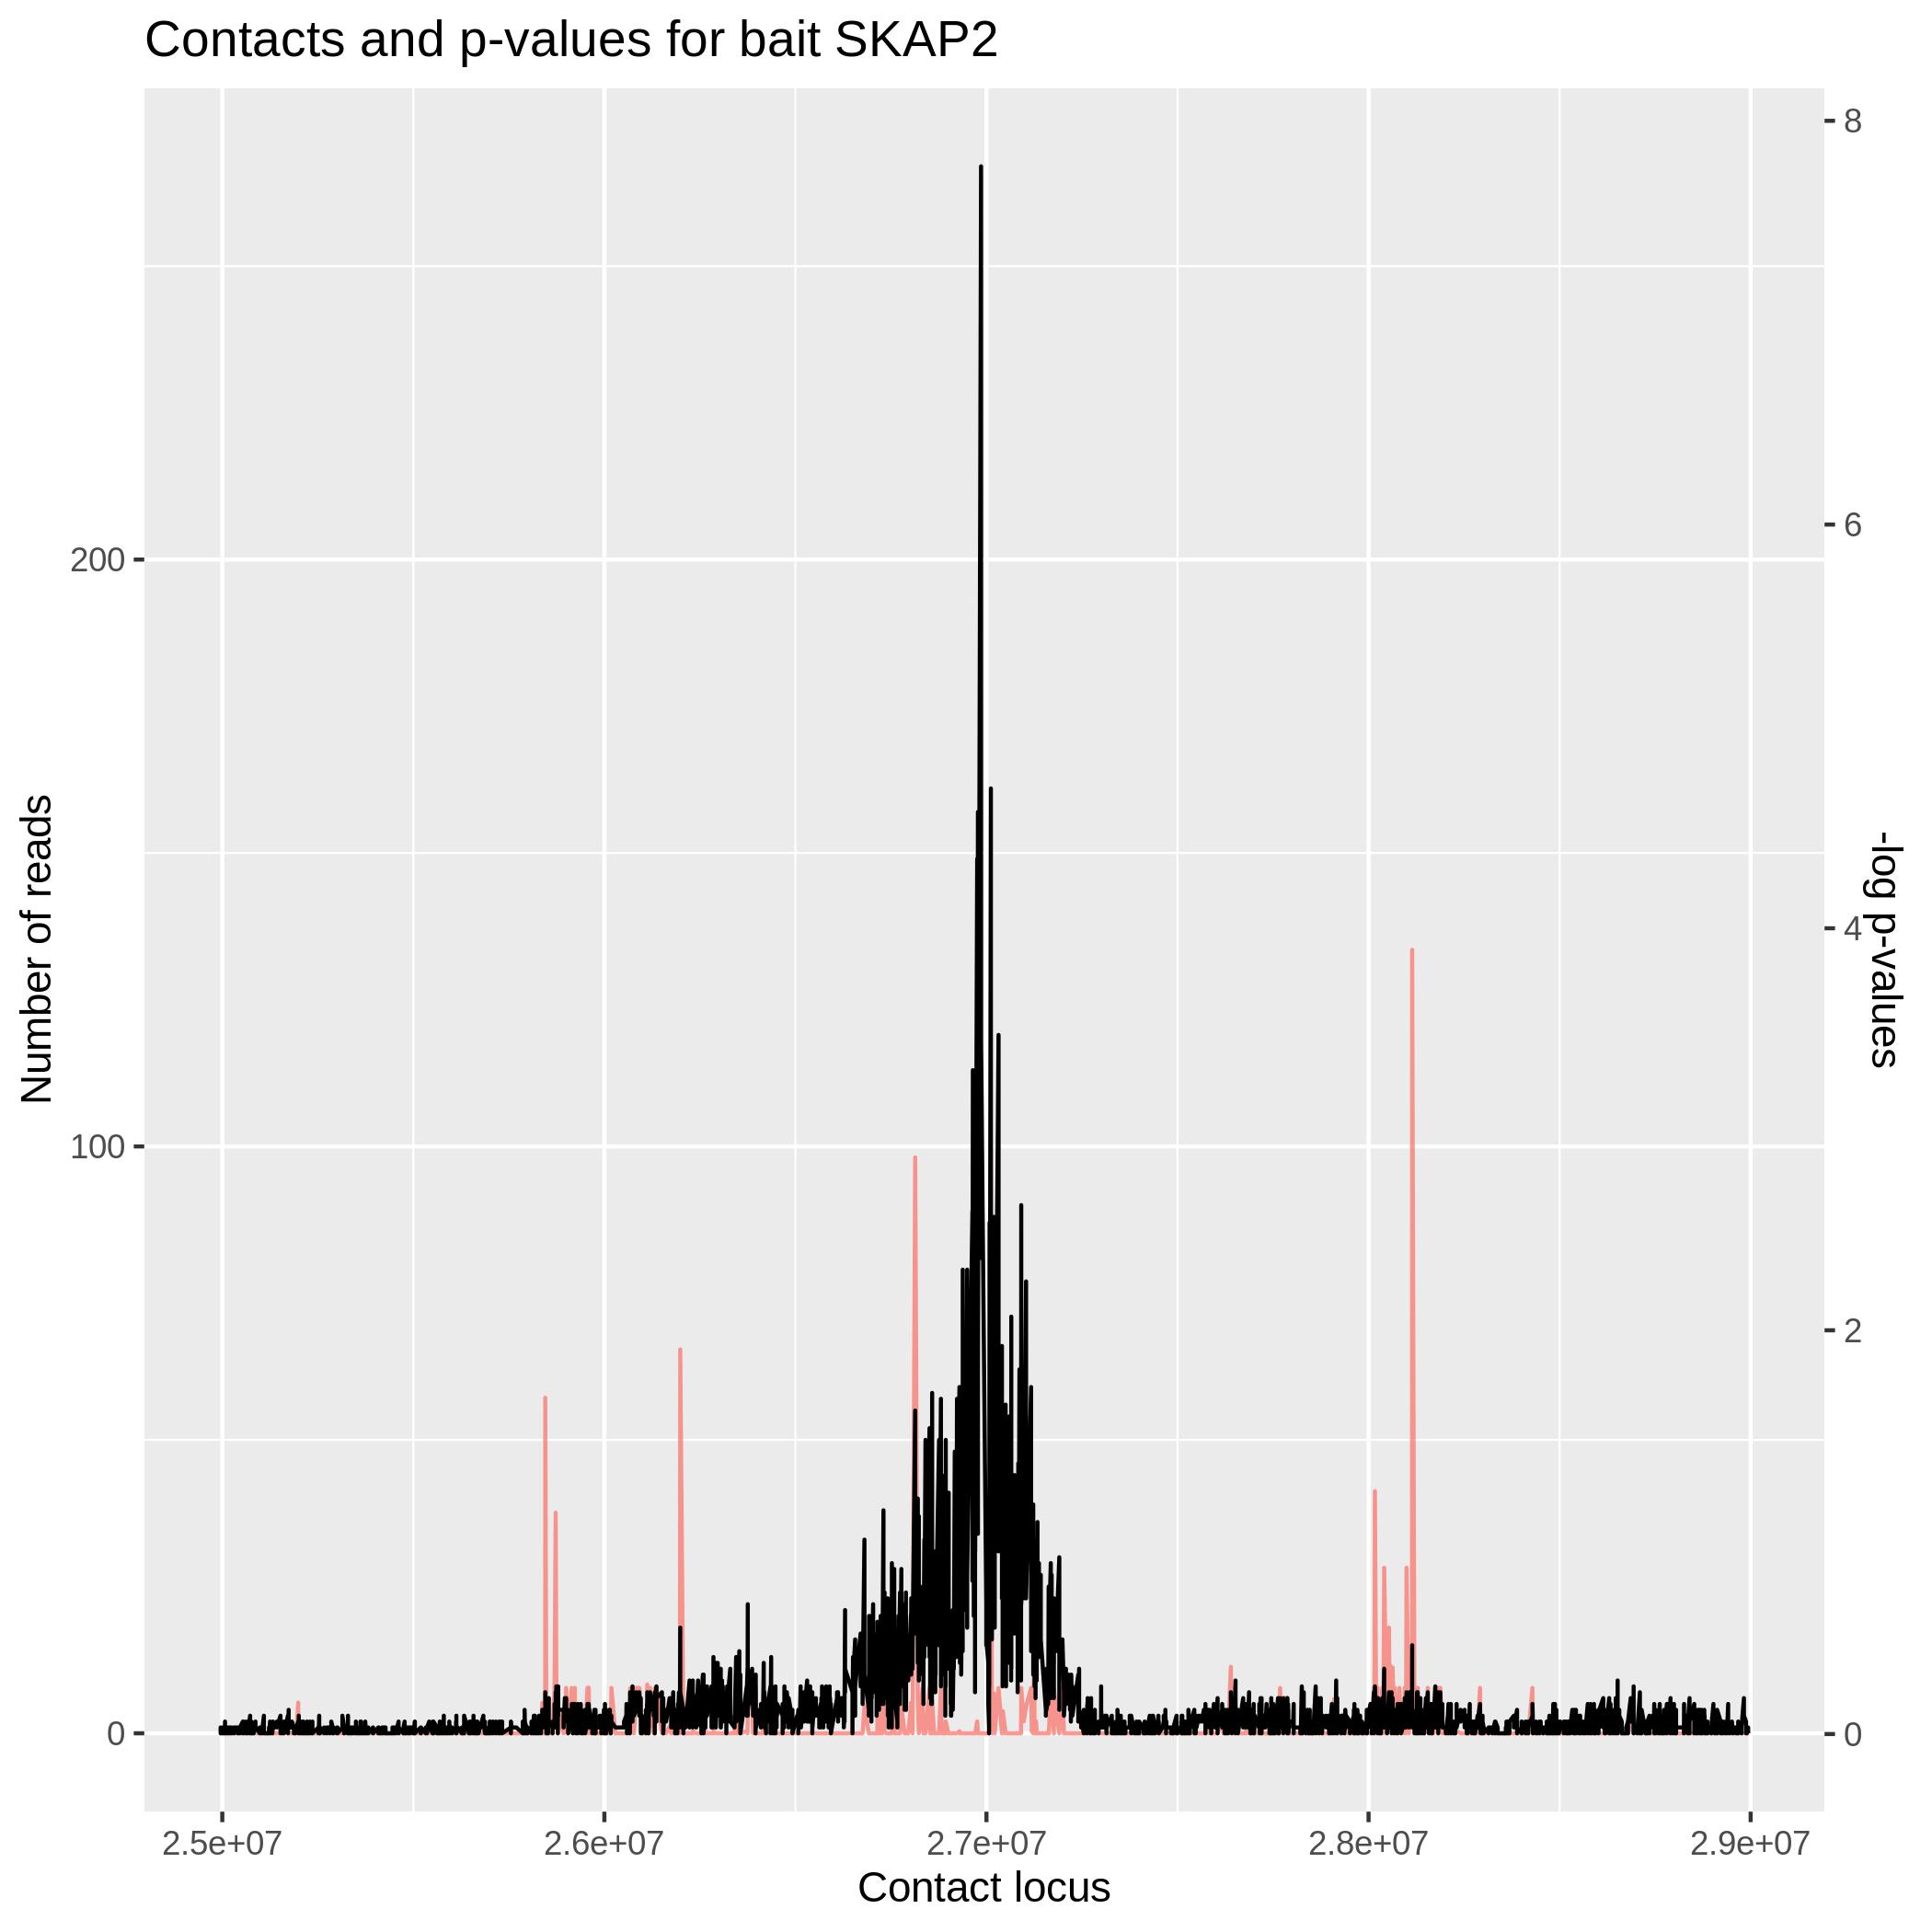 Contacts and p-values for bait SKAP2
8
6
4
2
0
200
100
0
Number of reads
-log p-values
2.5e+07
2.6e+07
2.7e+07
2.8e+07
2.9e+07
Contact locus